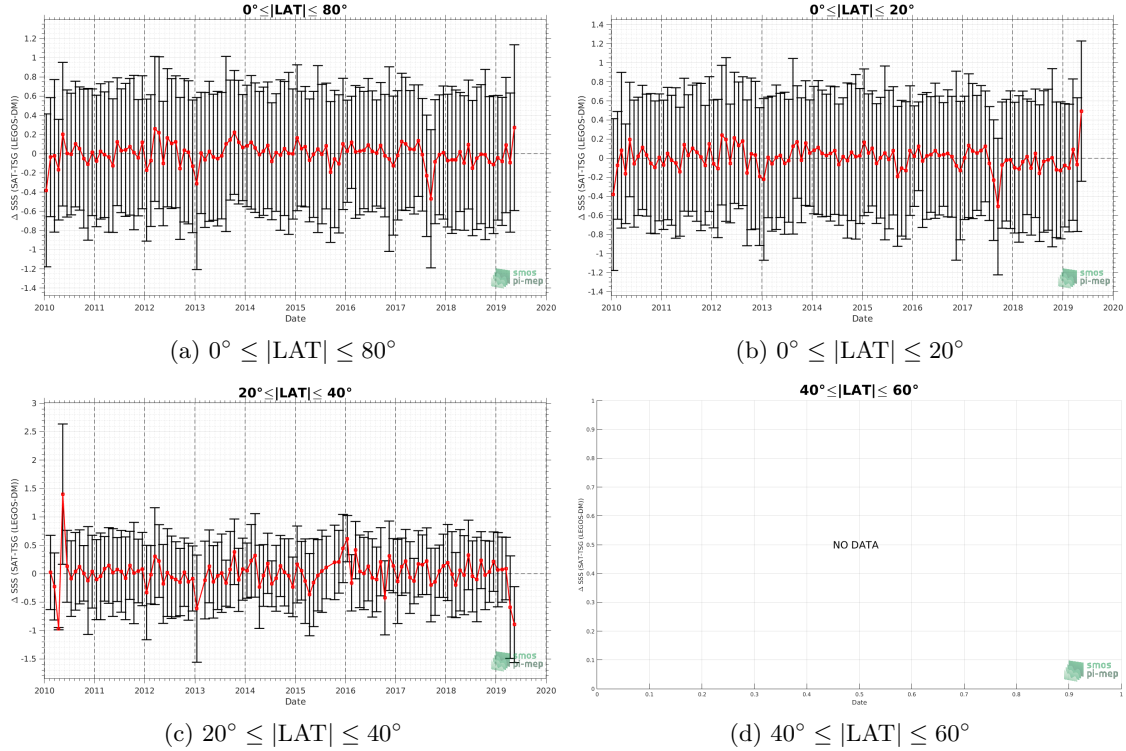 0°≤|LAT|≤ 80°
Δ SSS (SAT-TSG (LEGOS-DM))
1.2
1
0.8
0.6
0.4
0.2
0
-0.2
-0.4
-0.6
-0.8
-1
-1.2
-1.4
2010 2011 2012 2013 2014 2015 2016 2017 2018 2019 2020
Date
smos
pi-mep
(a) 0° ≤ |LAT| ≤ 80°
0°≤|LAT|≤ 20°
Δ SSS (SAT-TSG (LEGOS-DM))
1.4
1.2
1
0.8
0.6
0.4
0.2
0
-0.2
-0.4
-0.6
-0.8
-1
-1.2
-1.4
2010 2011 2012 2013 2014 2015 2016 2017 2018 2019 2020
Date
smos
pi-mep
(b) 0° ≤ |LAT| ≤ 20°
20°≤|LAT|≤ 40°
Δ SSS (SAT-TSG (LEGOS-DM))
3
2.5
2
1.5
1
0.5
0
-0.5
-1
-1.5
2010 2011 2012 2013 2014 2015 2016 2017 2018 2019 2020
Date
smos
pi-mep
(c) 20° ≤ |LAT| ≤ 40°
40°≤|LAT|≤ 60°
Δ SSS (SAT-TSG (LEGOS-DM))
1
0.9
0.8
0.7
0.6
0.5
0.4
0.3
0.2
0.1
0
NO DATA
0 0.1 0.2 0.3 0.4 0.5 0.6 0.7 0.8 0.9 1
Date
smos
pi-mep
(d) 40° ≤ |LAT| ≤ 60°